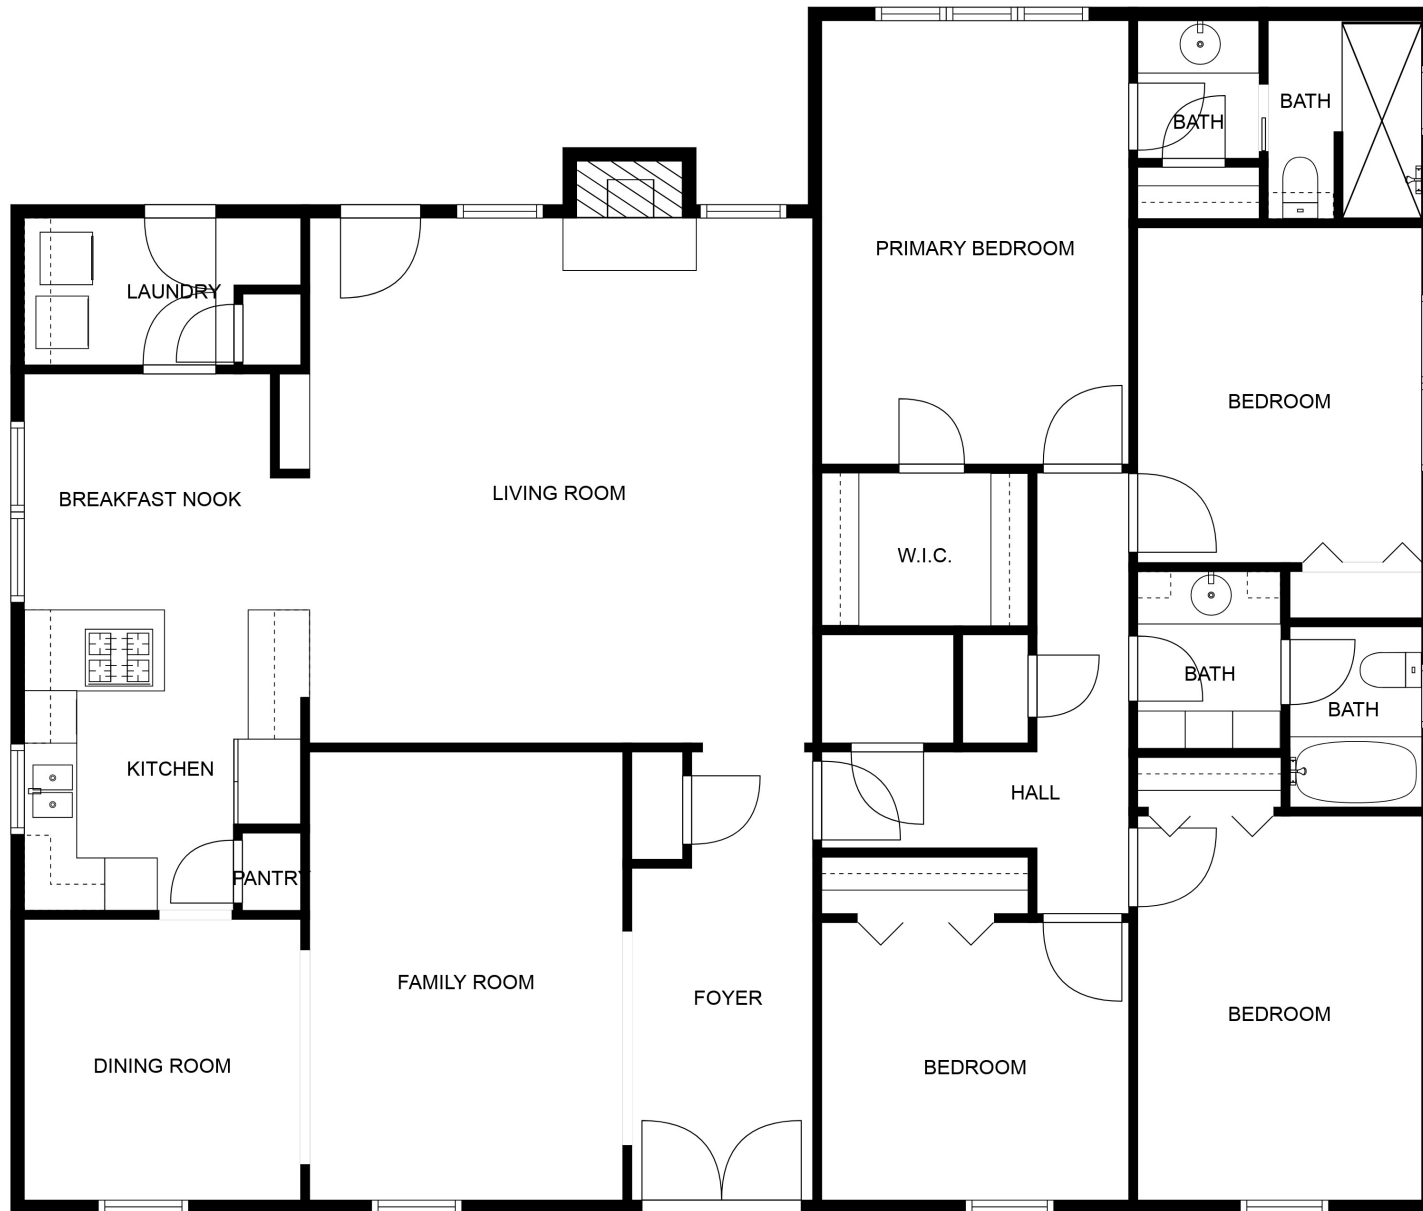 BATH
BATH
PRIMARY BEDROOM
LAUNDRY
BEDROOM
LIVING ROOM
BREAKFAST NOOK
W.I.C.
BATH
BATH
KITCHEN
HALL
PANTRY
FAMILY ROOM
FOYER
BEDROOM
DINING ROOM
BEDROOM